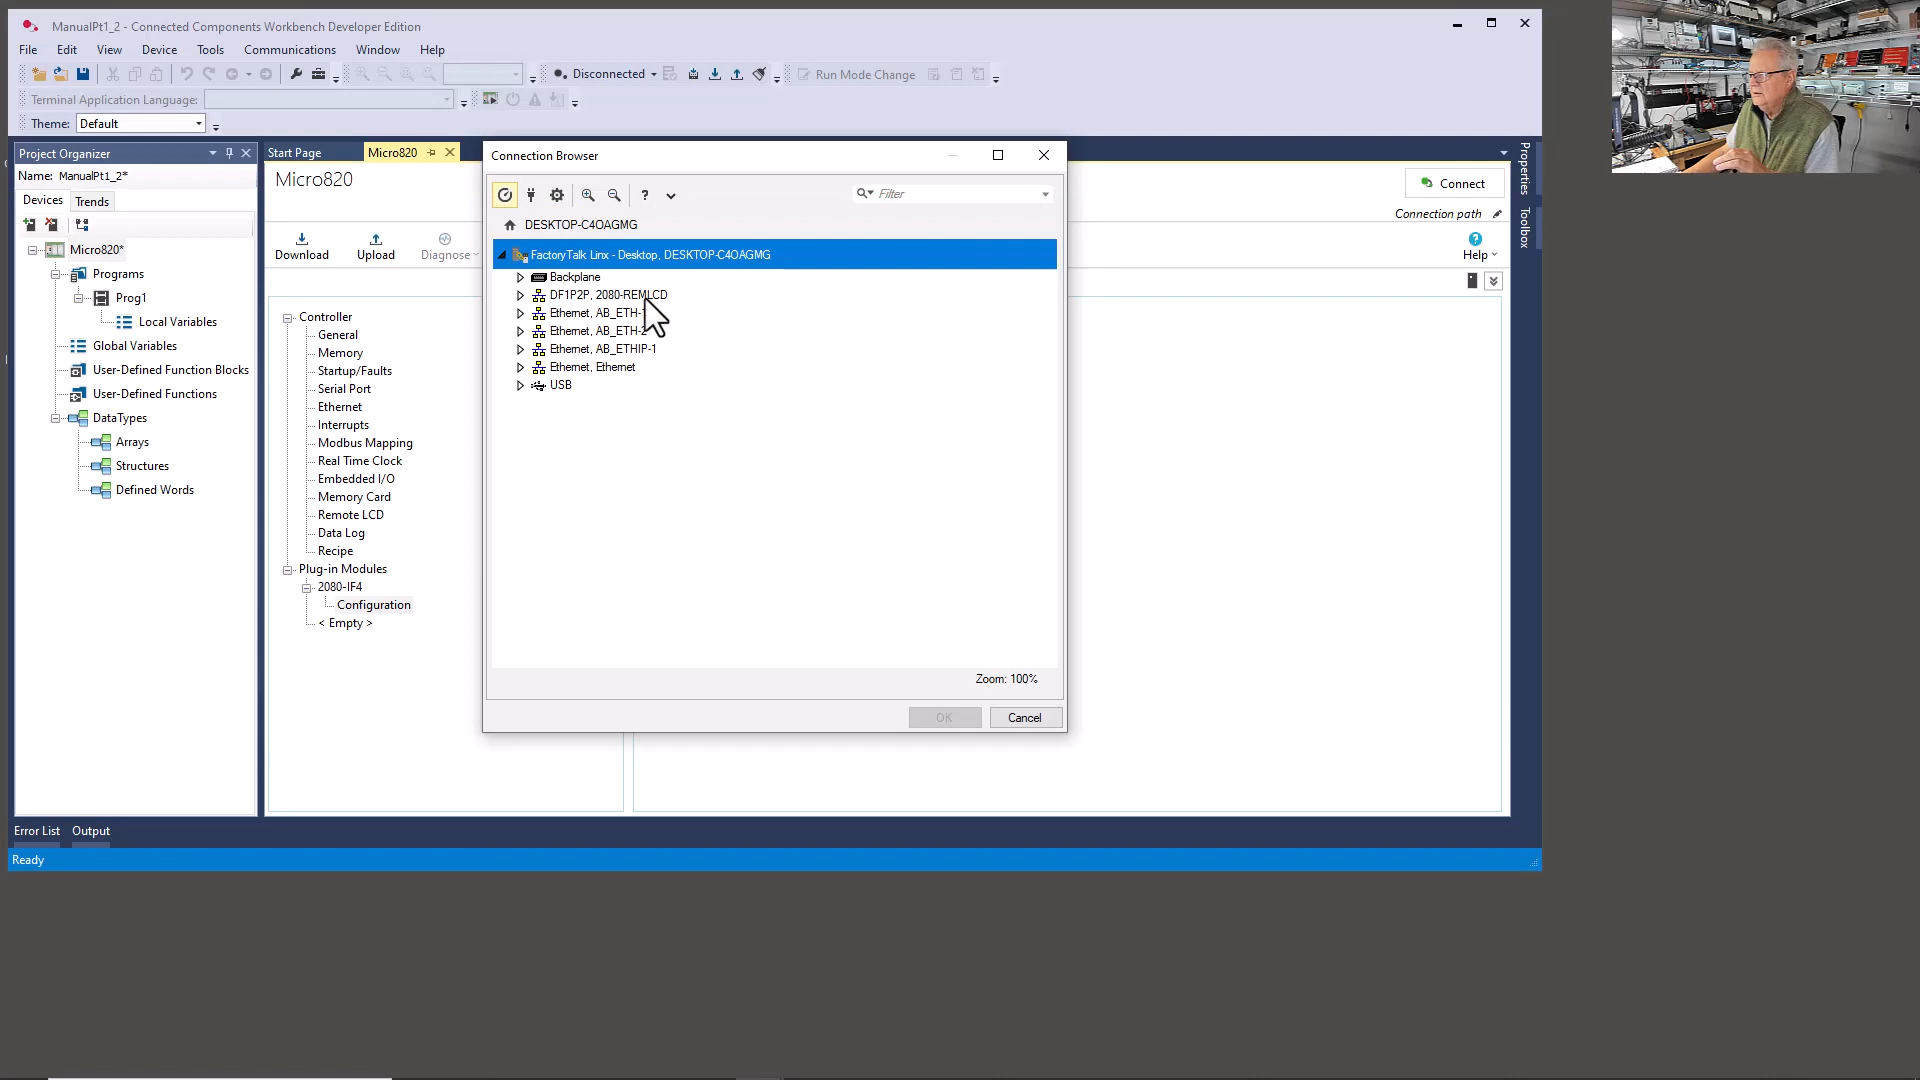 ManualPt1_2 - Connected Components Workbench Developer Edition
File Edit View Device Tools Communications Window Help
Disconnected Run Mode Change
Terminal Application Language:
Theme: Default
Project Organizer
Name: ManualPt1_2*
Devices Trends
Micro820*
Programs
Prog1
Local Variables
Global Variables
User-Defined Function Blocks
User-Defined Functions
DataTypes
Arrays
Structures
Defined Words
Start Page Micro820
Micro820
Download Upload Diagnose
Controller
General
Memory
Startup/Faults
Serial Port
Ethernet
Interrupts
Modbus Mapping
Real Time Clock
Embedded I/O
Memory Card
Remote LCD
Data Log
Recipe
Plug-in Modules
2080-IF4
Configuration
< Empty >
Connection Browser
? Filter
DESKTOP-C4OAGMG
FactoryTalk Linx - Desktop, DESKTOP-C4OAGMG
Backplane
DF1P2P, 2080-REMLCD
Ethernet, AB_ETH-1
Ethernet, AB_ETH-2
Ethernet, AB_ETHIP-1
Ethernet, Ethernet
USB
Zoom: 100%
OK Cancel
Connect
Connection path
Help
Properties
Toolbox
Error List Output
Ready